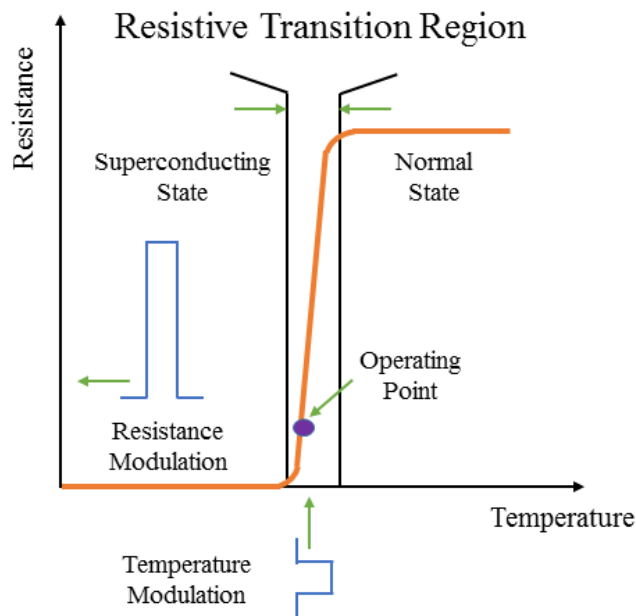 Resistive Transition Region
Resistance
Superconducting
State
Normal
State
Operating
Point
Resistance
Modulation
Temperature
Temperature
Modulation